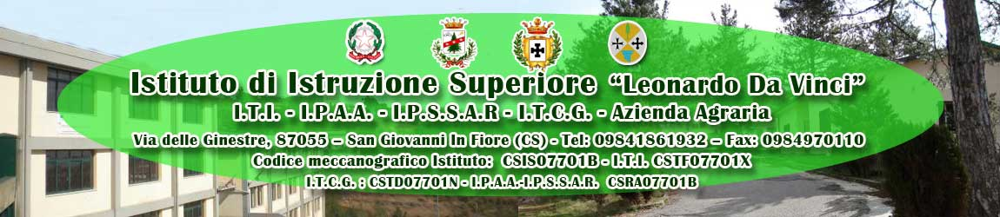 Istituto di Istruzione Superiore “Leonardo Da Vinci”
I.T.I. - I.P.A.A. - I.P.S.S.A.R - I.T.C.G. - Azienda Agraria
Via delle Ginestre, 87055 – San Giovanni In Fiore (CS) - Tel: 09841861932 – Fax: 0984970110
Codice meccanografico Istituto: CSIS07701B - I.T.I. CSTF07701X
I.T.C.G. : CSTD07701N - I.P.A.A.-I.P.S.S.A.R. CSRA07701B